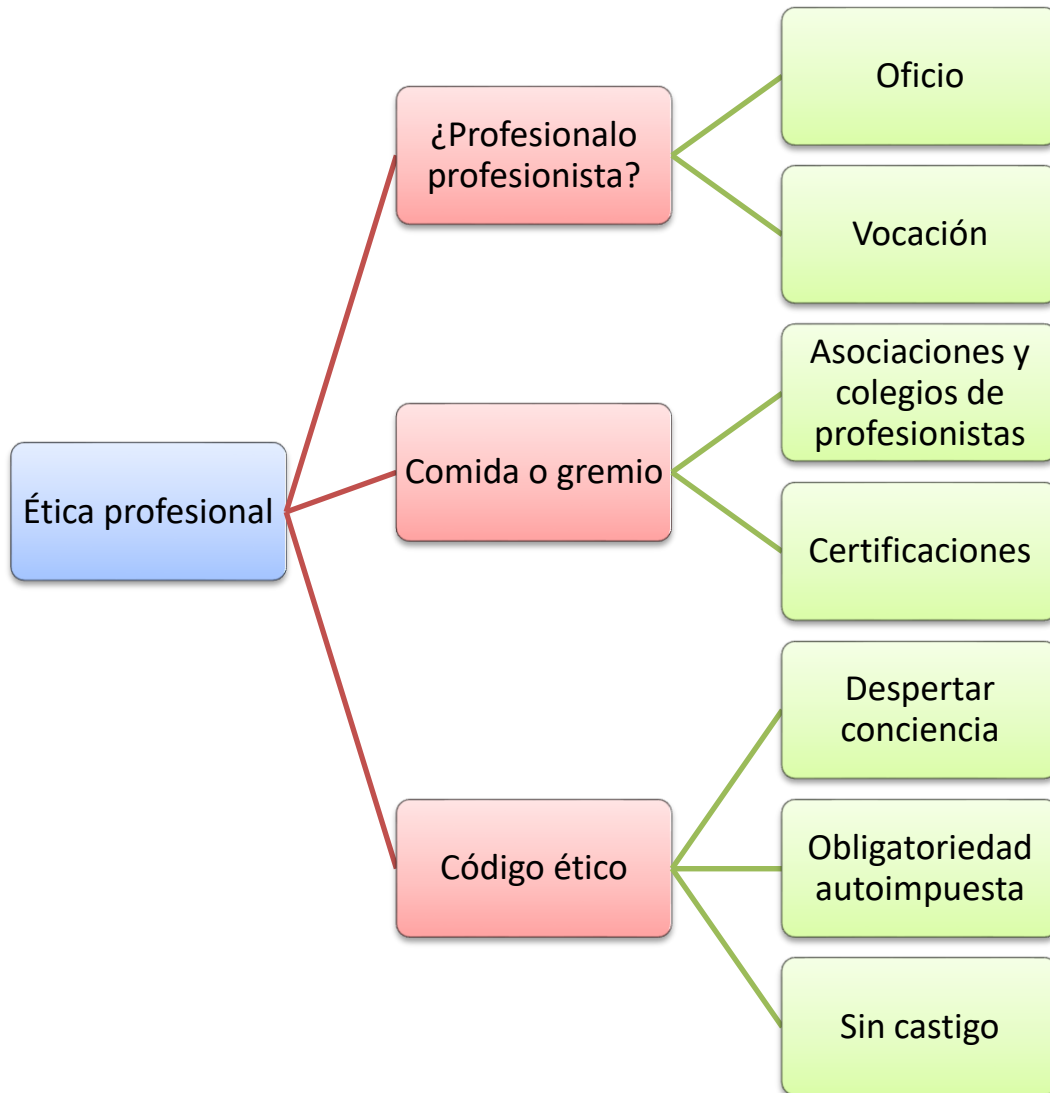 Ética profesional
¿Profesionalo
profesionista?
Oficio
Vocación
Comida o gremio
Asociaciones y
colegios de
profesionistas
Certificaciones
Código ético
Despertar
conciencia
Obligatoriedad
autoimpuesta
Sin castigo